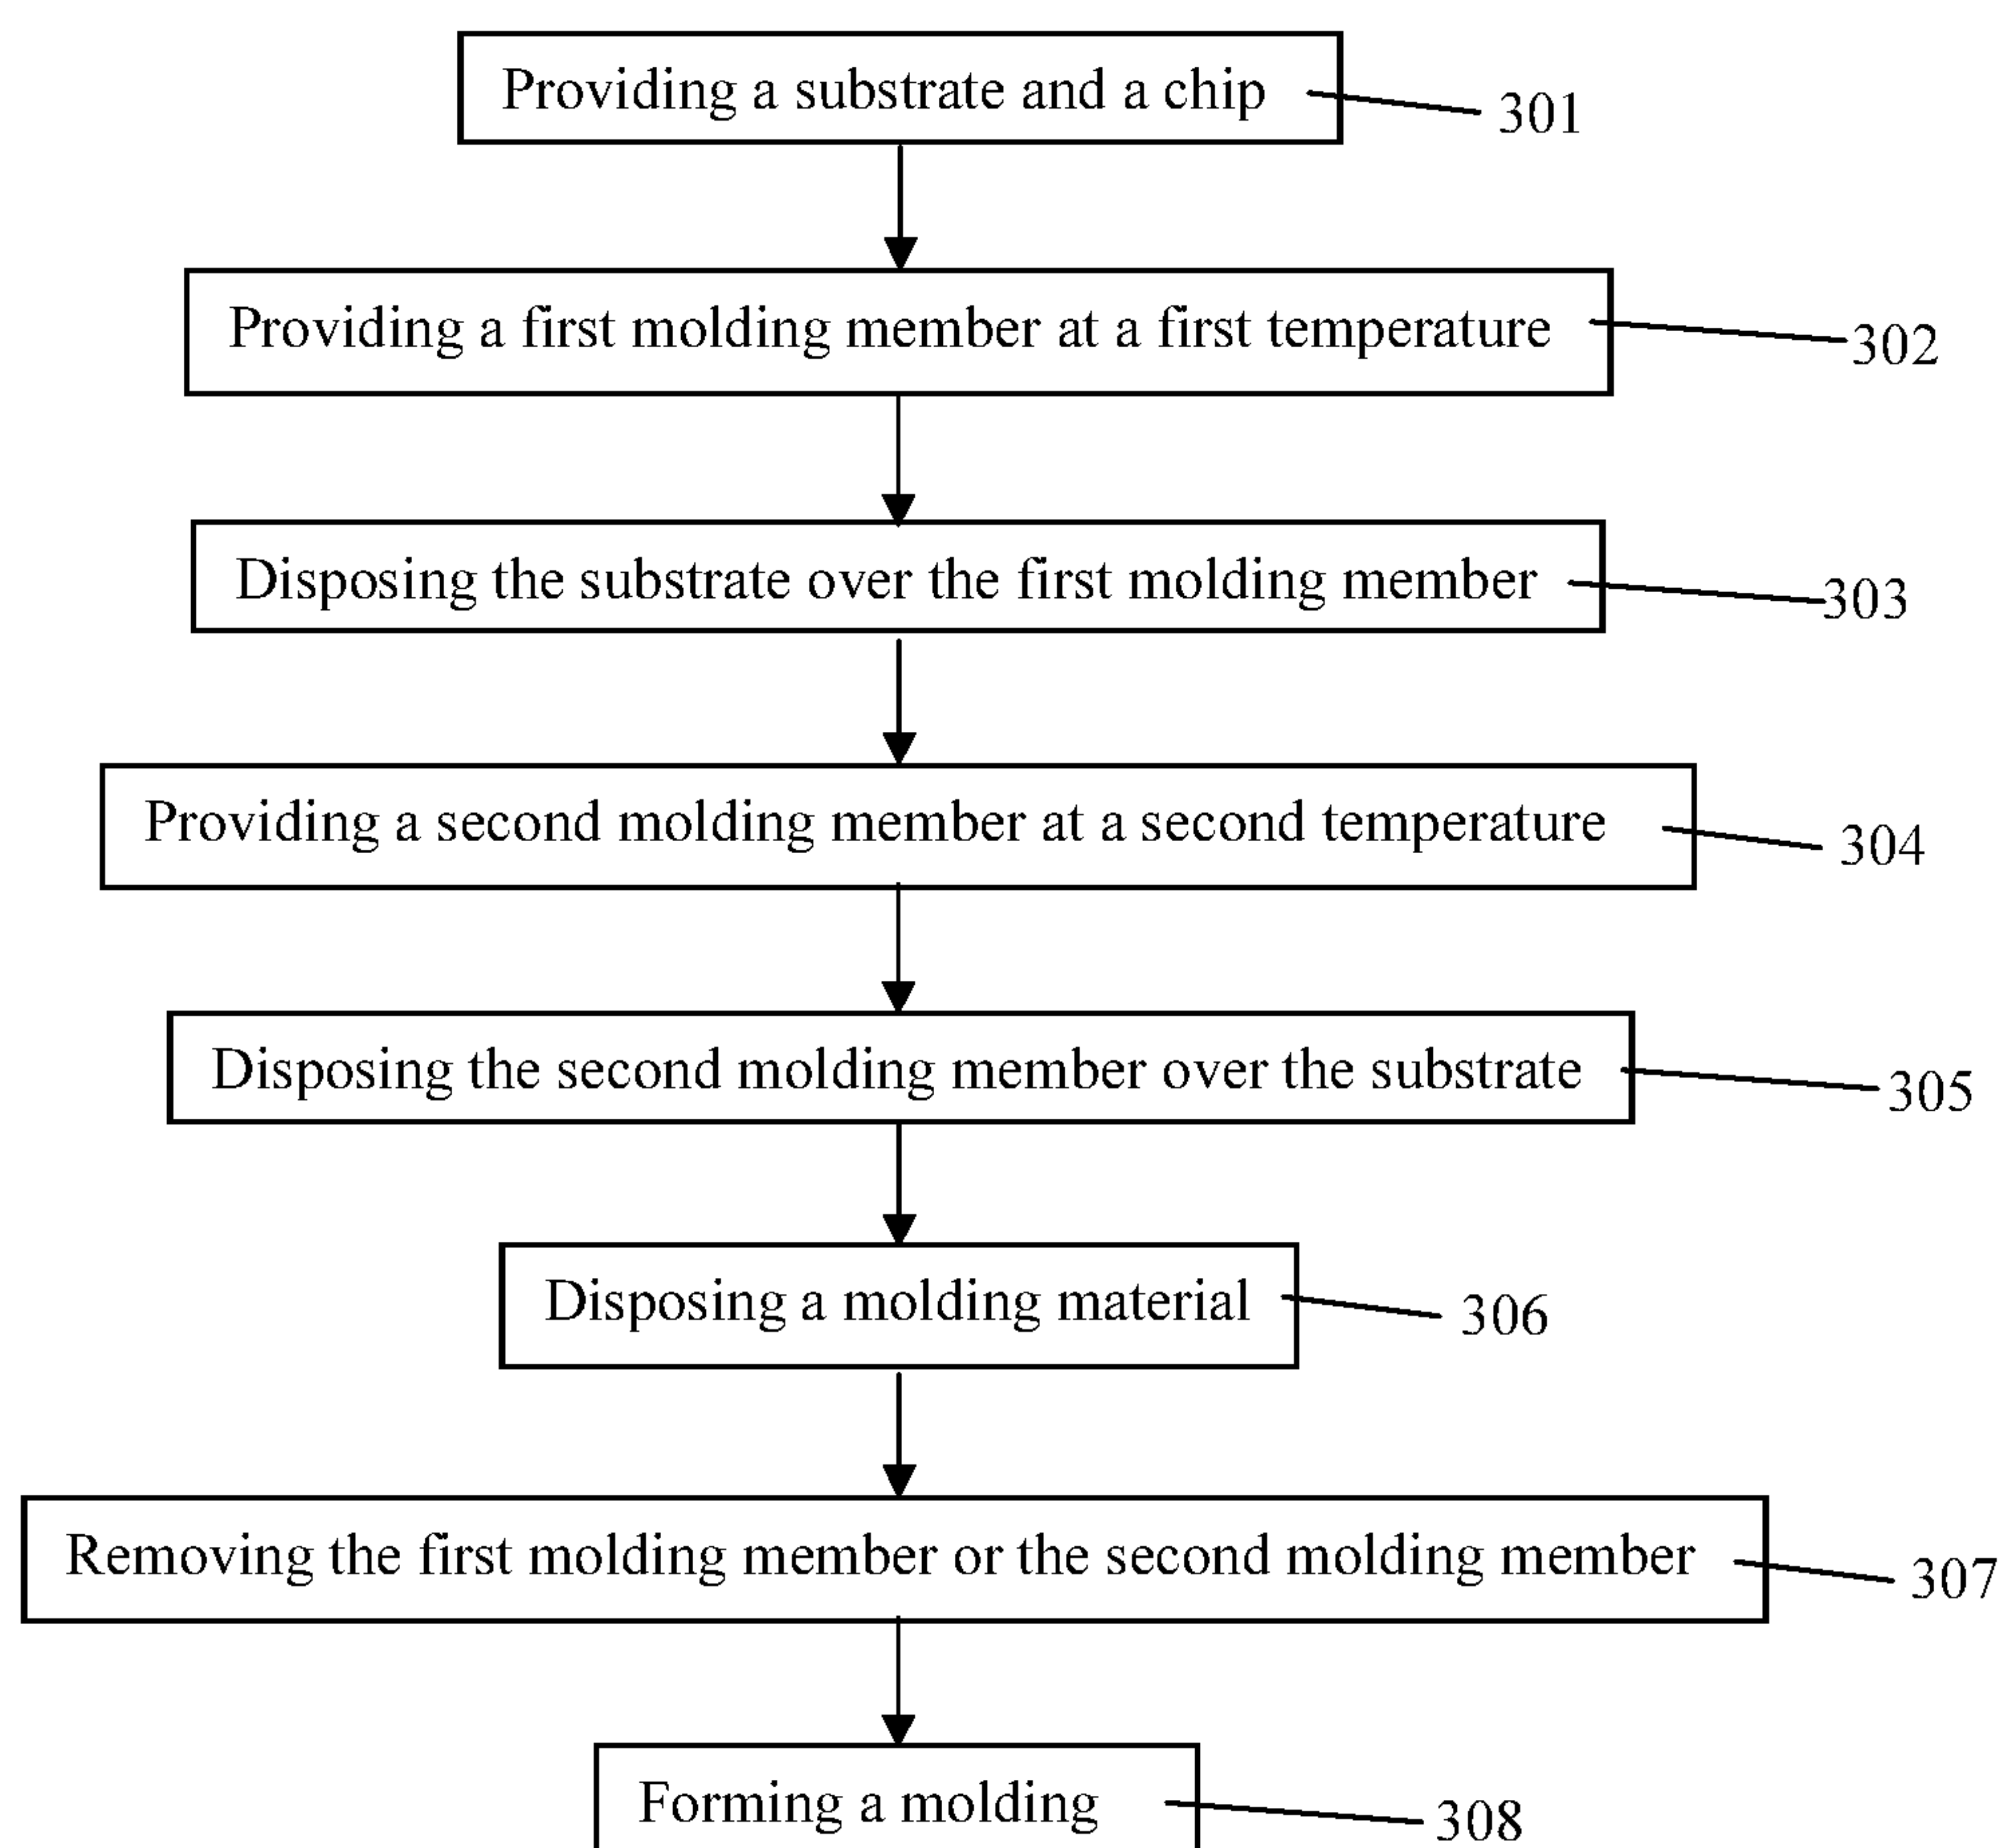 Providing a substrate and a chip
301
Providing a first molding member at a first temperature
302
Disposing the substrate over the first molding member
303
Providing a second molding member at a second temperature
304
Disposing the second molding member over the substrate
305
Disposing a molding material
306
Removing the first molding member or the second molding member
307
Forming a molding
308